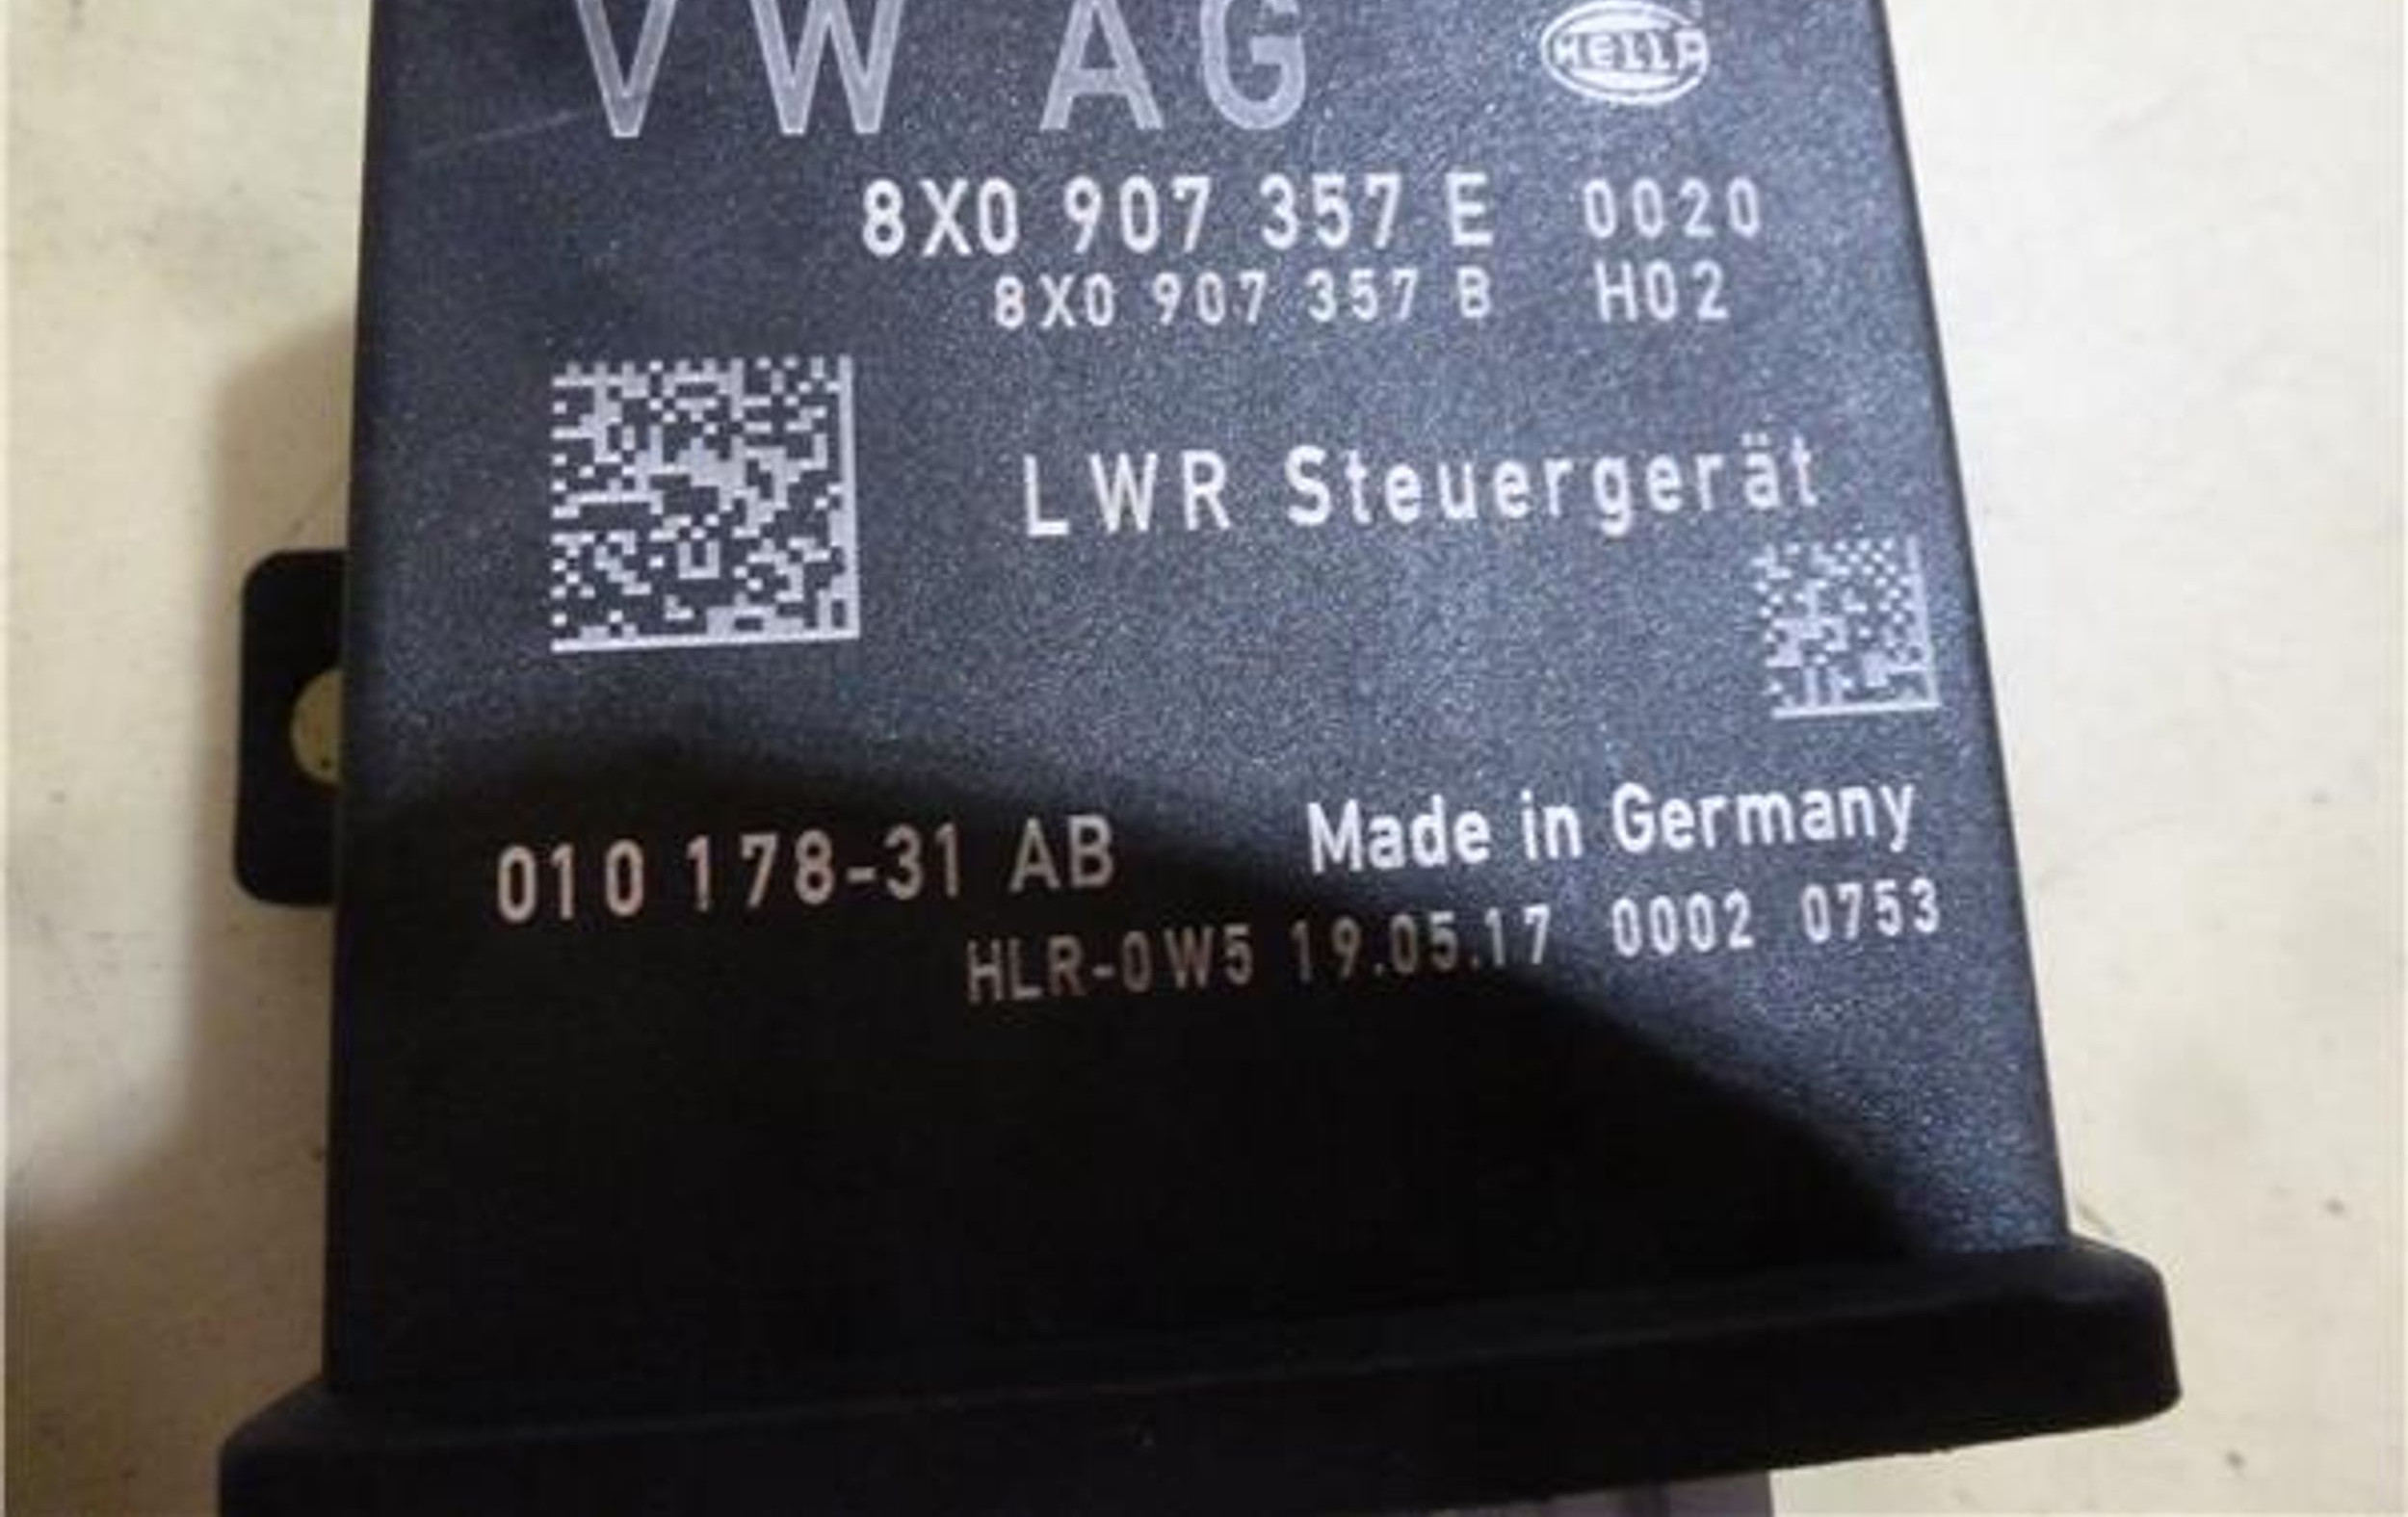 VW AG HELLA
8X0 907 357 E 0020
8X0 907 357 B H02
LWR Steuergerät
010 178-31 AB Made in Germany
HLR-0W5 19.05.17 0002 0753